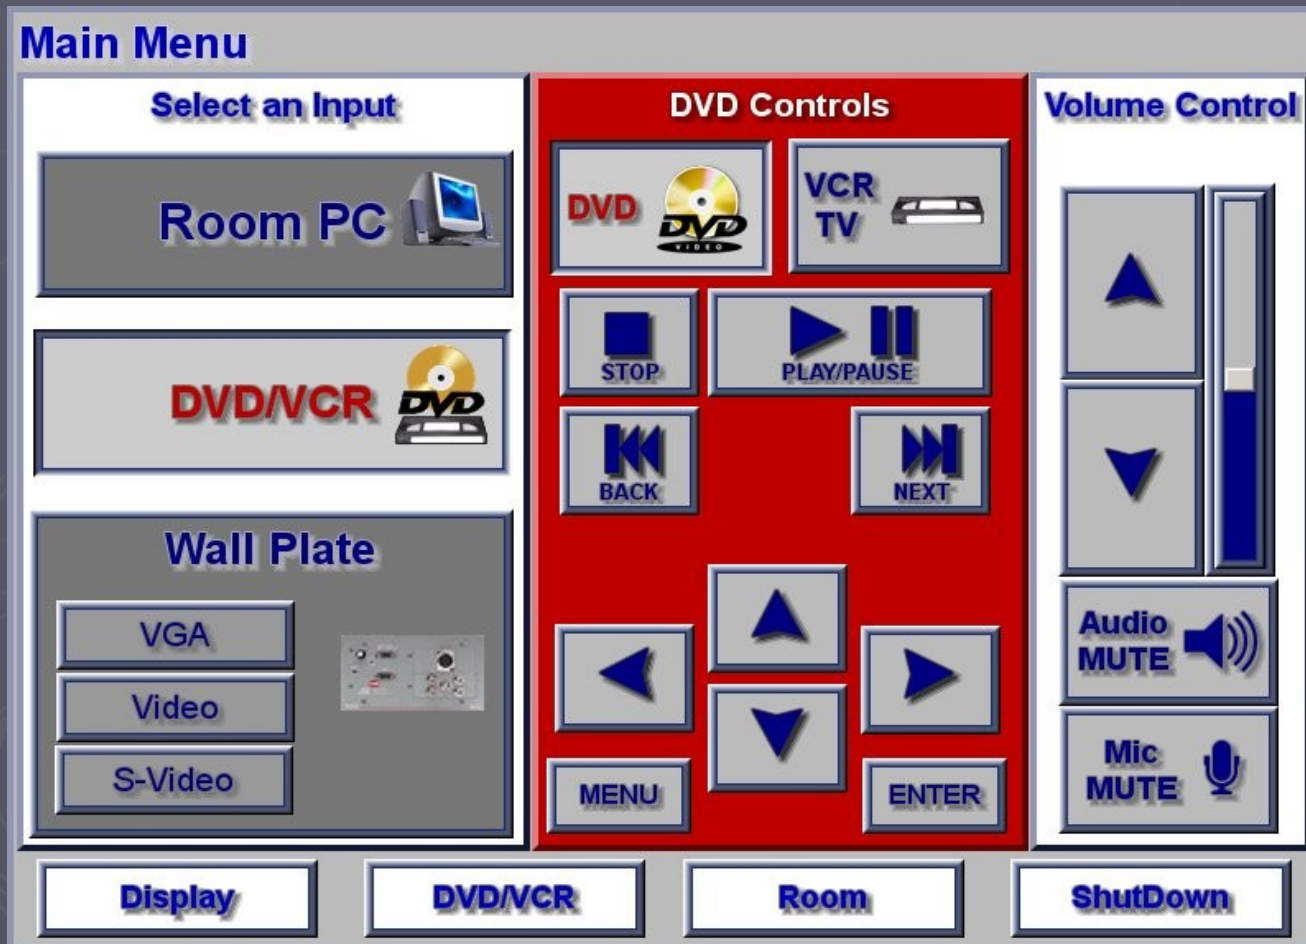 Main Menu
Select an Input
Room PC
DVD/VCR
DVD
Wall Plate
VGA
Video
S-Video
DVD Controls
DVD
DVD
VIDEO
VCR
TV
STOP
PLAY/PAUSE
BACK
NEXT
MENU
ENTER
Volume Control
Audio
MUTE
Mic
MUTE
Display
DVD/VCR
Room
ShutDown